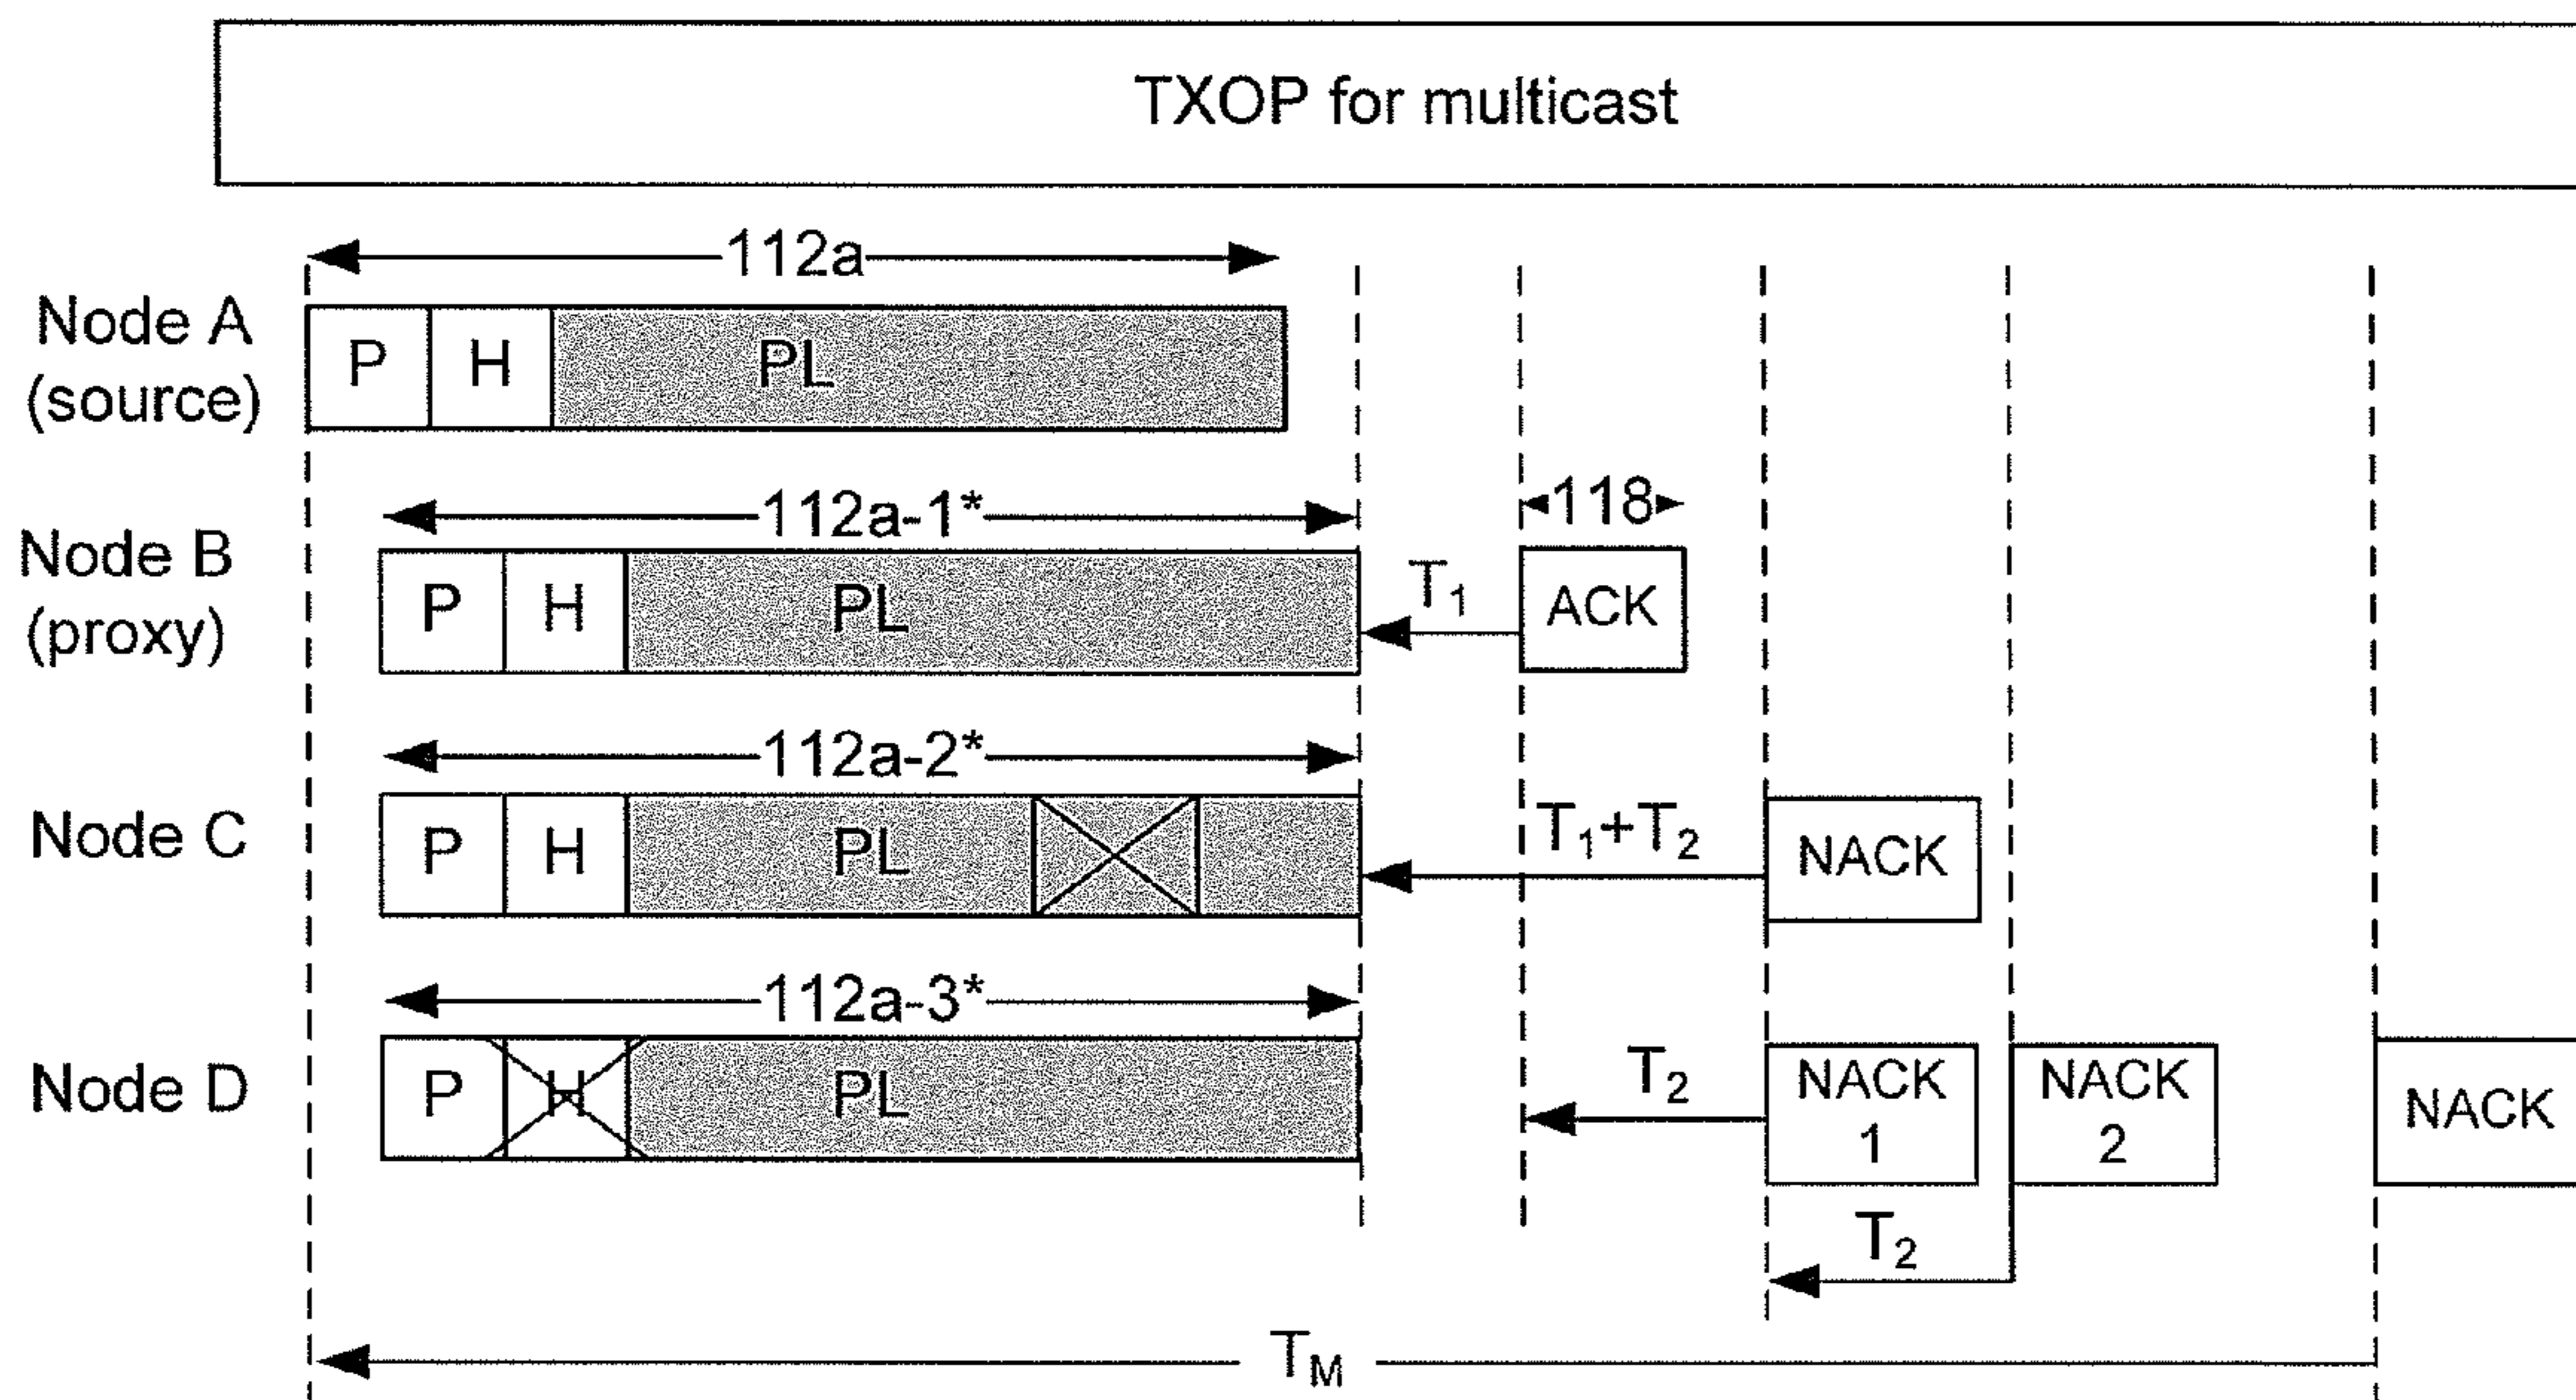 TXOP for multicast
112a
Node A
(source)
P
H
PL
112a-1*
118
Node B
(proxy)
P
H
PL
T1
ACK
112a-2*
Node C
P
H
PL
T1+T2
NACK
112a-3*
Node D
P
H
PL
T2
NACK
1
NACK
2
NACK
T2
TM